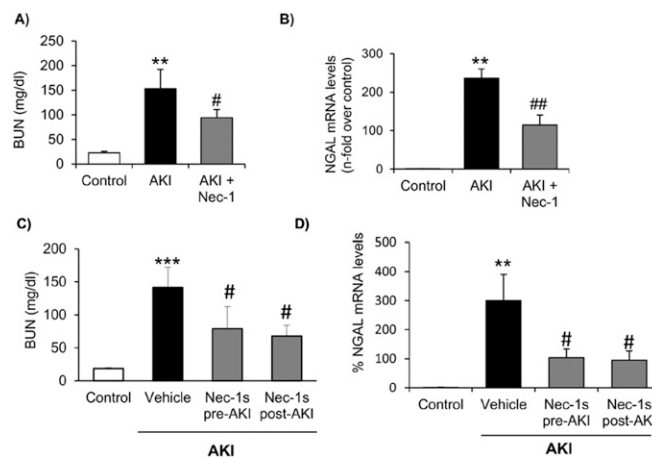 A)
BUN (mg/dl)
200
150
100
50
0
**
#
Control
AKI
AKI +
Nec-1
B)
NGAL mRNA levels
(n-fold over control)
300
200
100
0
**
##
Control
AKI
AKI +
Nec-1
C)
BUN (mg/dl)
200
150
100
50
0
***
#
#
Control
Vehicle
Nec-1s
pre-AKI
Nec-1s
post-AKI
AKI
D)
% NGAL mRNA levels
500
400
300
200
100
0
**
#
#
Control
Vehicle
Nec-1s
pre-AKI
Nec-1s
post-AK
AKI